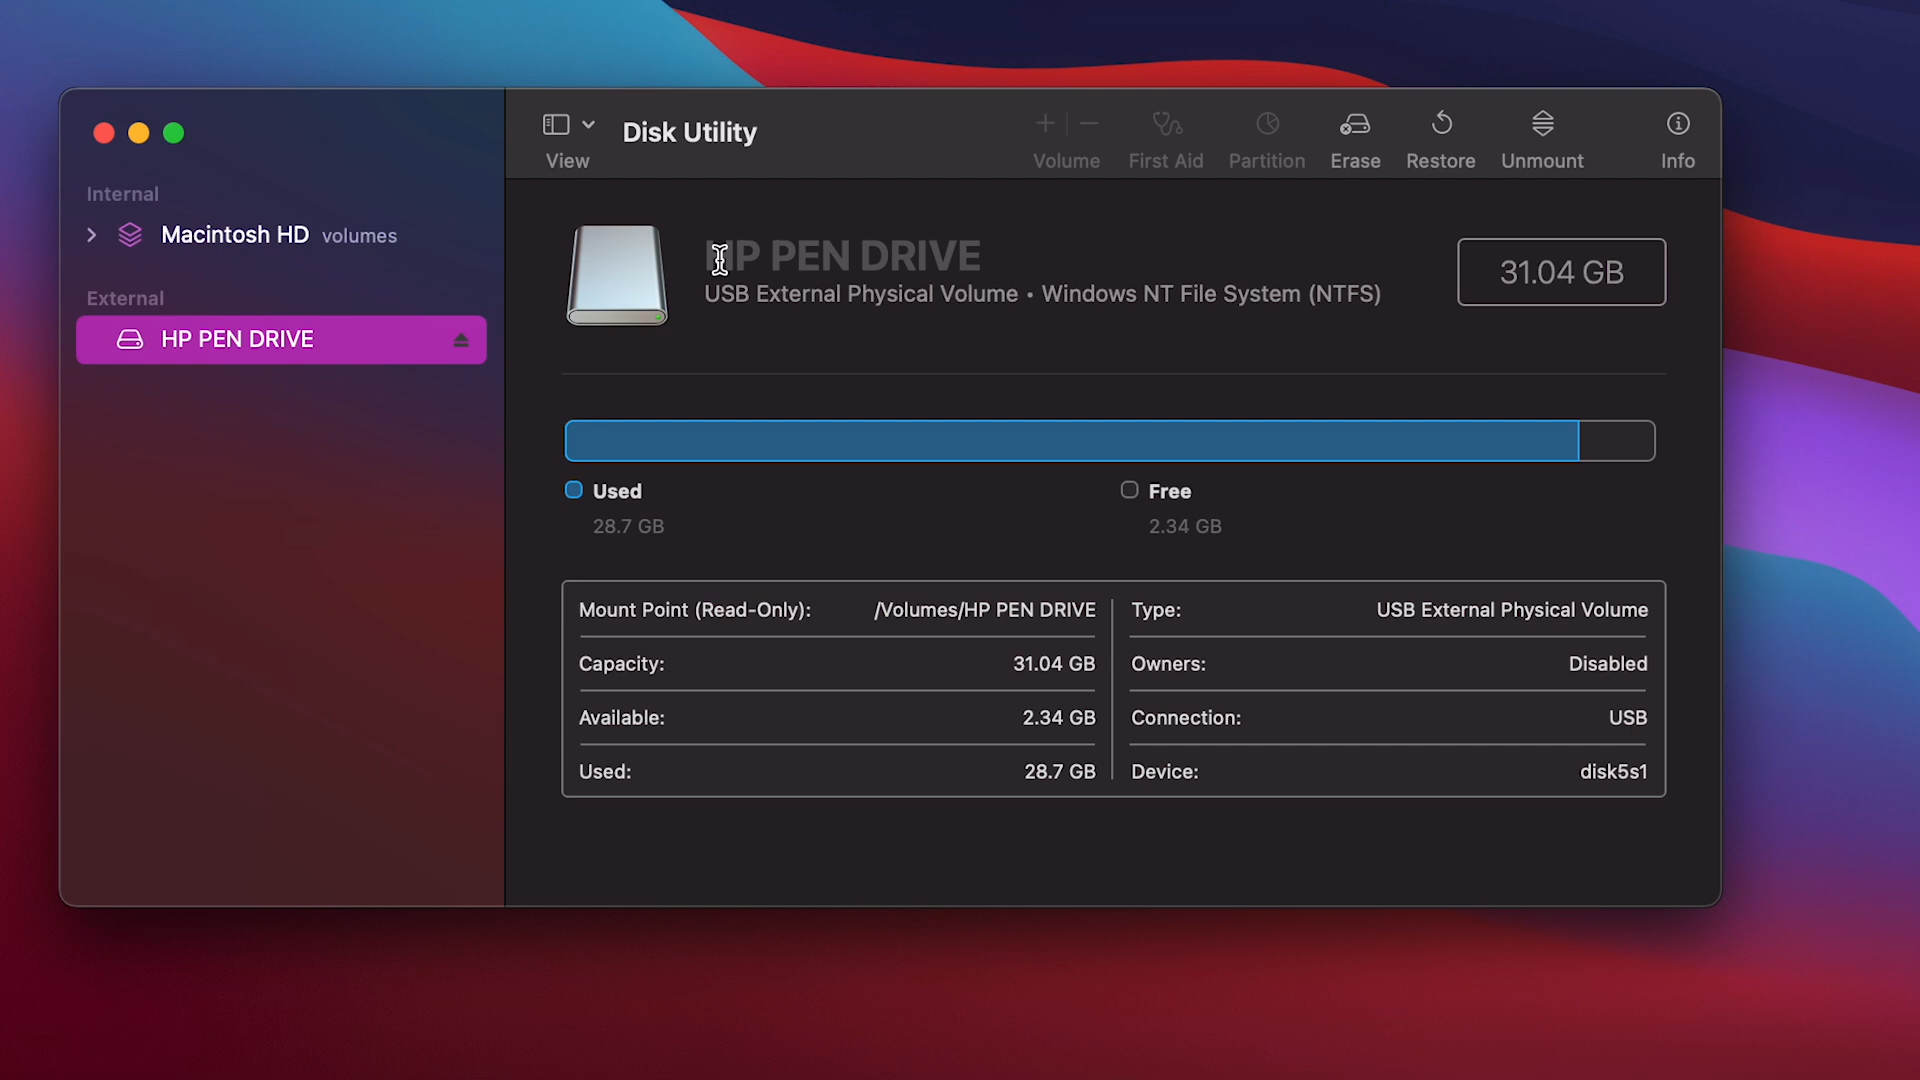 View
Disk Utility
Volume
First Aid
Partition
Erase
Restore
Unmount
Info
Internal
Macintosh HD volumes
External
HP PEN DRIVE
HP PEN DRIVE
USB External Physical Volume • Windows NT File System (NTFS)
31.04 GB
Used
28.7 GB
Free
2.34 GB
Mount Point (Read-Only): /Volumes/HP PEN DRIVE
Capacity: 31.04 GB
Available: 2.34 GB
Used: 28.7 GB
Type: USB External Physical Volume
Owners: Disabled
Connection: USB
Device: disk5s1